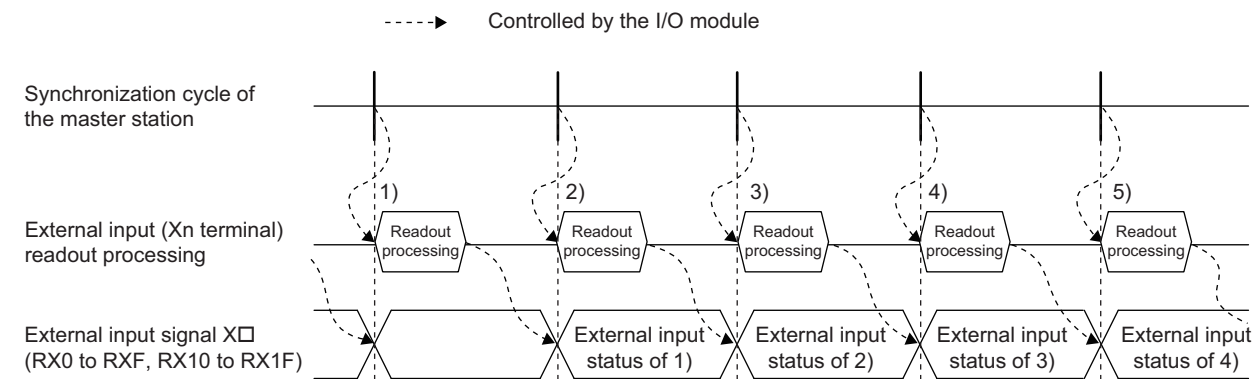 Controlled by the I/O module
Synchronization cycle of
the master station
1)
2)
3)
4)
5)
External input (Xn terminal)
readout processing
Readout
processing
Readout
processing
Readout
processing
Readout
processing
Readout
processing
External input signal X□
(RX0 to RXF, RX10 to RX1F)
External input
status of 1)
External input
status of 2)
External input
status of 3)
External input
status of 4)